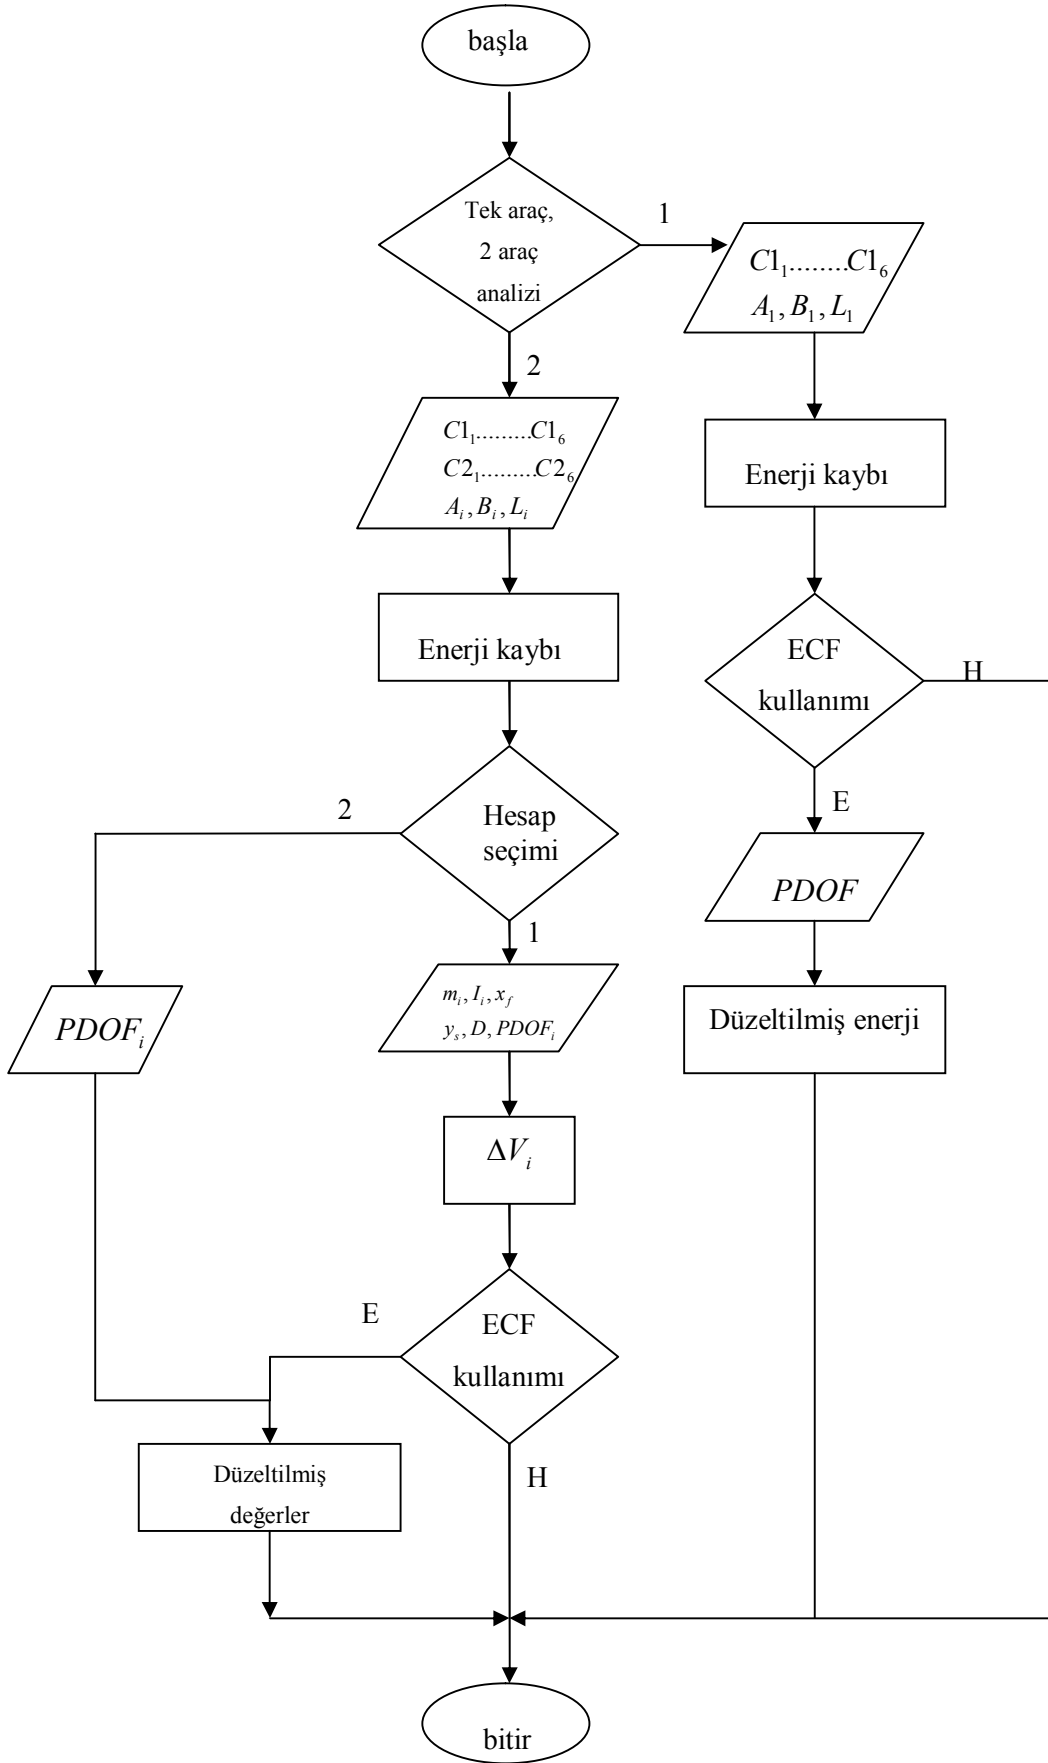 başla
Tek araç,
2 araç
analizi
1
C1₁........C1₆
A₁, B₁, L₁
2
C1₁.........C1₆
C2₁.........C2₆
Aᵢ, Bᵢ, Lᵢ
Enerji kaybı
Enerji kaybı
ECF
kullanımı
H
E
2
Hesap
seçimi
1
PDOF
mᵢ, Iᵢ, x_f
y_s, D, PDOFᵢ
PDOFᵢ
Düzeltilmiş enerji
ΔVᵢ
E
ECF
kullanımı
H
Düzeltilmiş
değerler
bitir